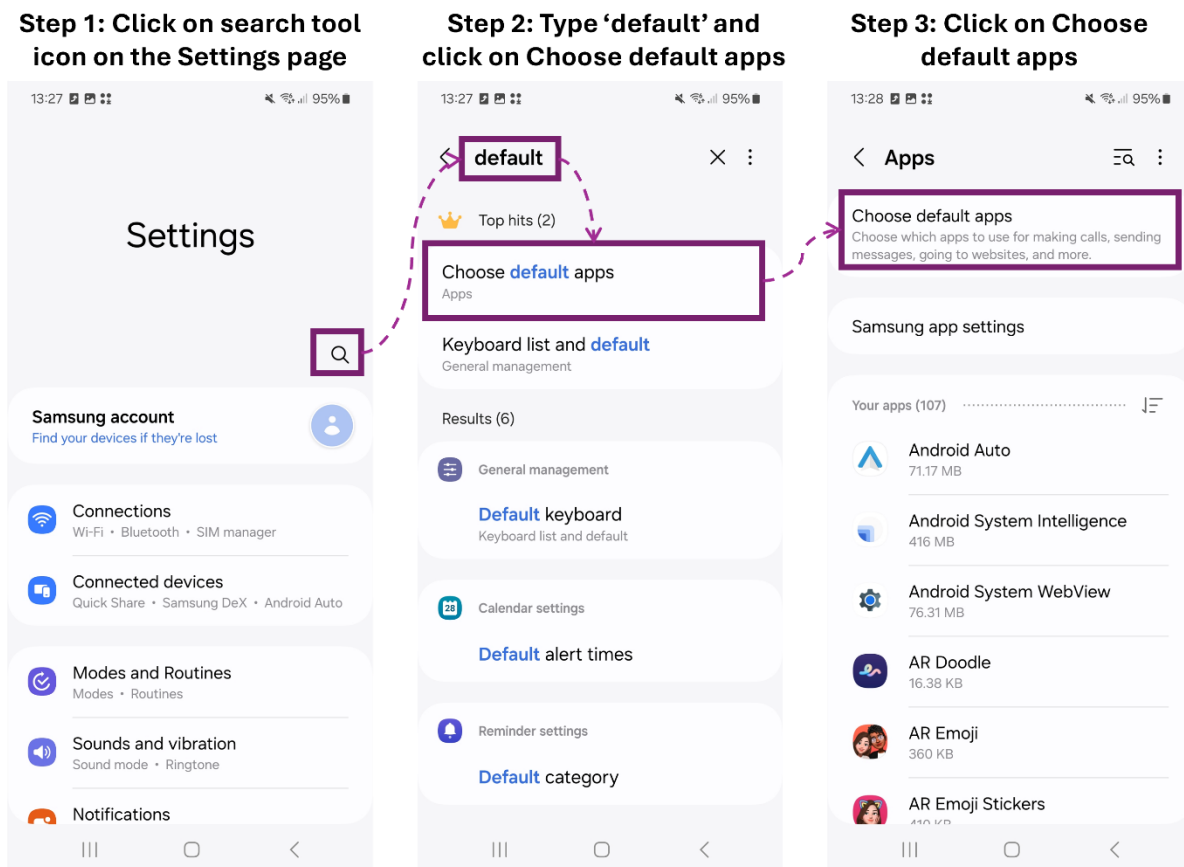 Step 1: Click on search tool
icon on the Settings page
13:27
95%
Settings
Samsung account
Find your devices if they're lost
Connections
Wi-Fi • Bluetooth • SIM manager
Connected devices
Quick Share • Samsung DeX • Android Auto
Modes and Routines
Modes • Routines
Sounds and vibration
Sound mode • Ringtone
Notifications
Step 2: Type ‘default’ and
click on Choose default apps
13:27
95%
default
Top hits (2)
Choose default apps
Apps
Keyboard list and default
General management
Results (6)
General management
Default keyboard
Keyboard list and default
28
Calendar settings
Default alert times
Reminder settings
Default category
Step 3: Click on Choose
default apps
13:28
95%
Apps
Choose default apps
Choose which apps to use for making calls, sending
messages, going to websites, and more.
Samsung app settings
Your apps (107)
Android Auto
71.17 MB
Android System Intelligence
416 MB
Android System WebView
76.31 MB
AR Doodle
16.38 KB
AR Emoji
360 KB
AR Emoji Stickers